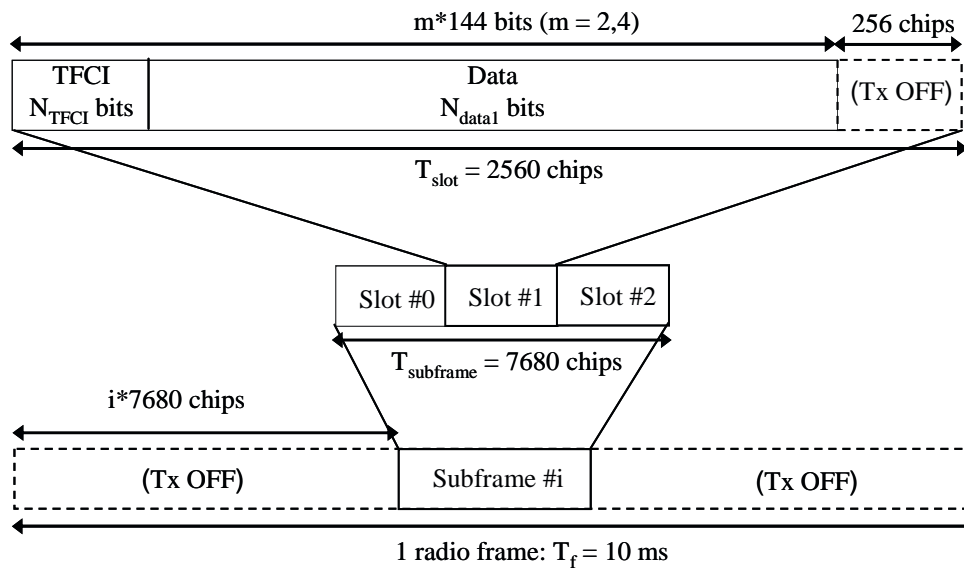 m*144 bits (m = 2,4)
256 chips
TFCI
N_TFCI bits
Data
N_data1 bits
(Tx OFF)
T_slot = 2560 chips
Slot #0
Slot #1
Slot #2
T_subframe = 7680 chips
i*7680 chips
(Tx OFF)
Subframe #i
(Tx OFF)
1 radio frame: T_f = 10 ms